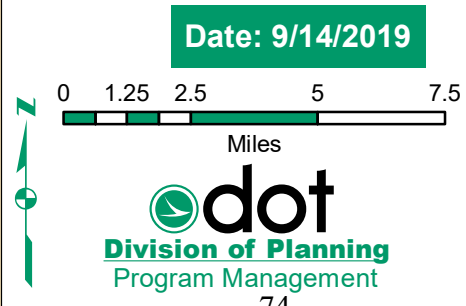 Date: 9/14/2019
0 1.25 2.5 5 7.5
Miles
N
odot
Division of Planning
Program Management
74